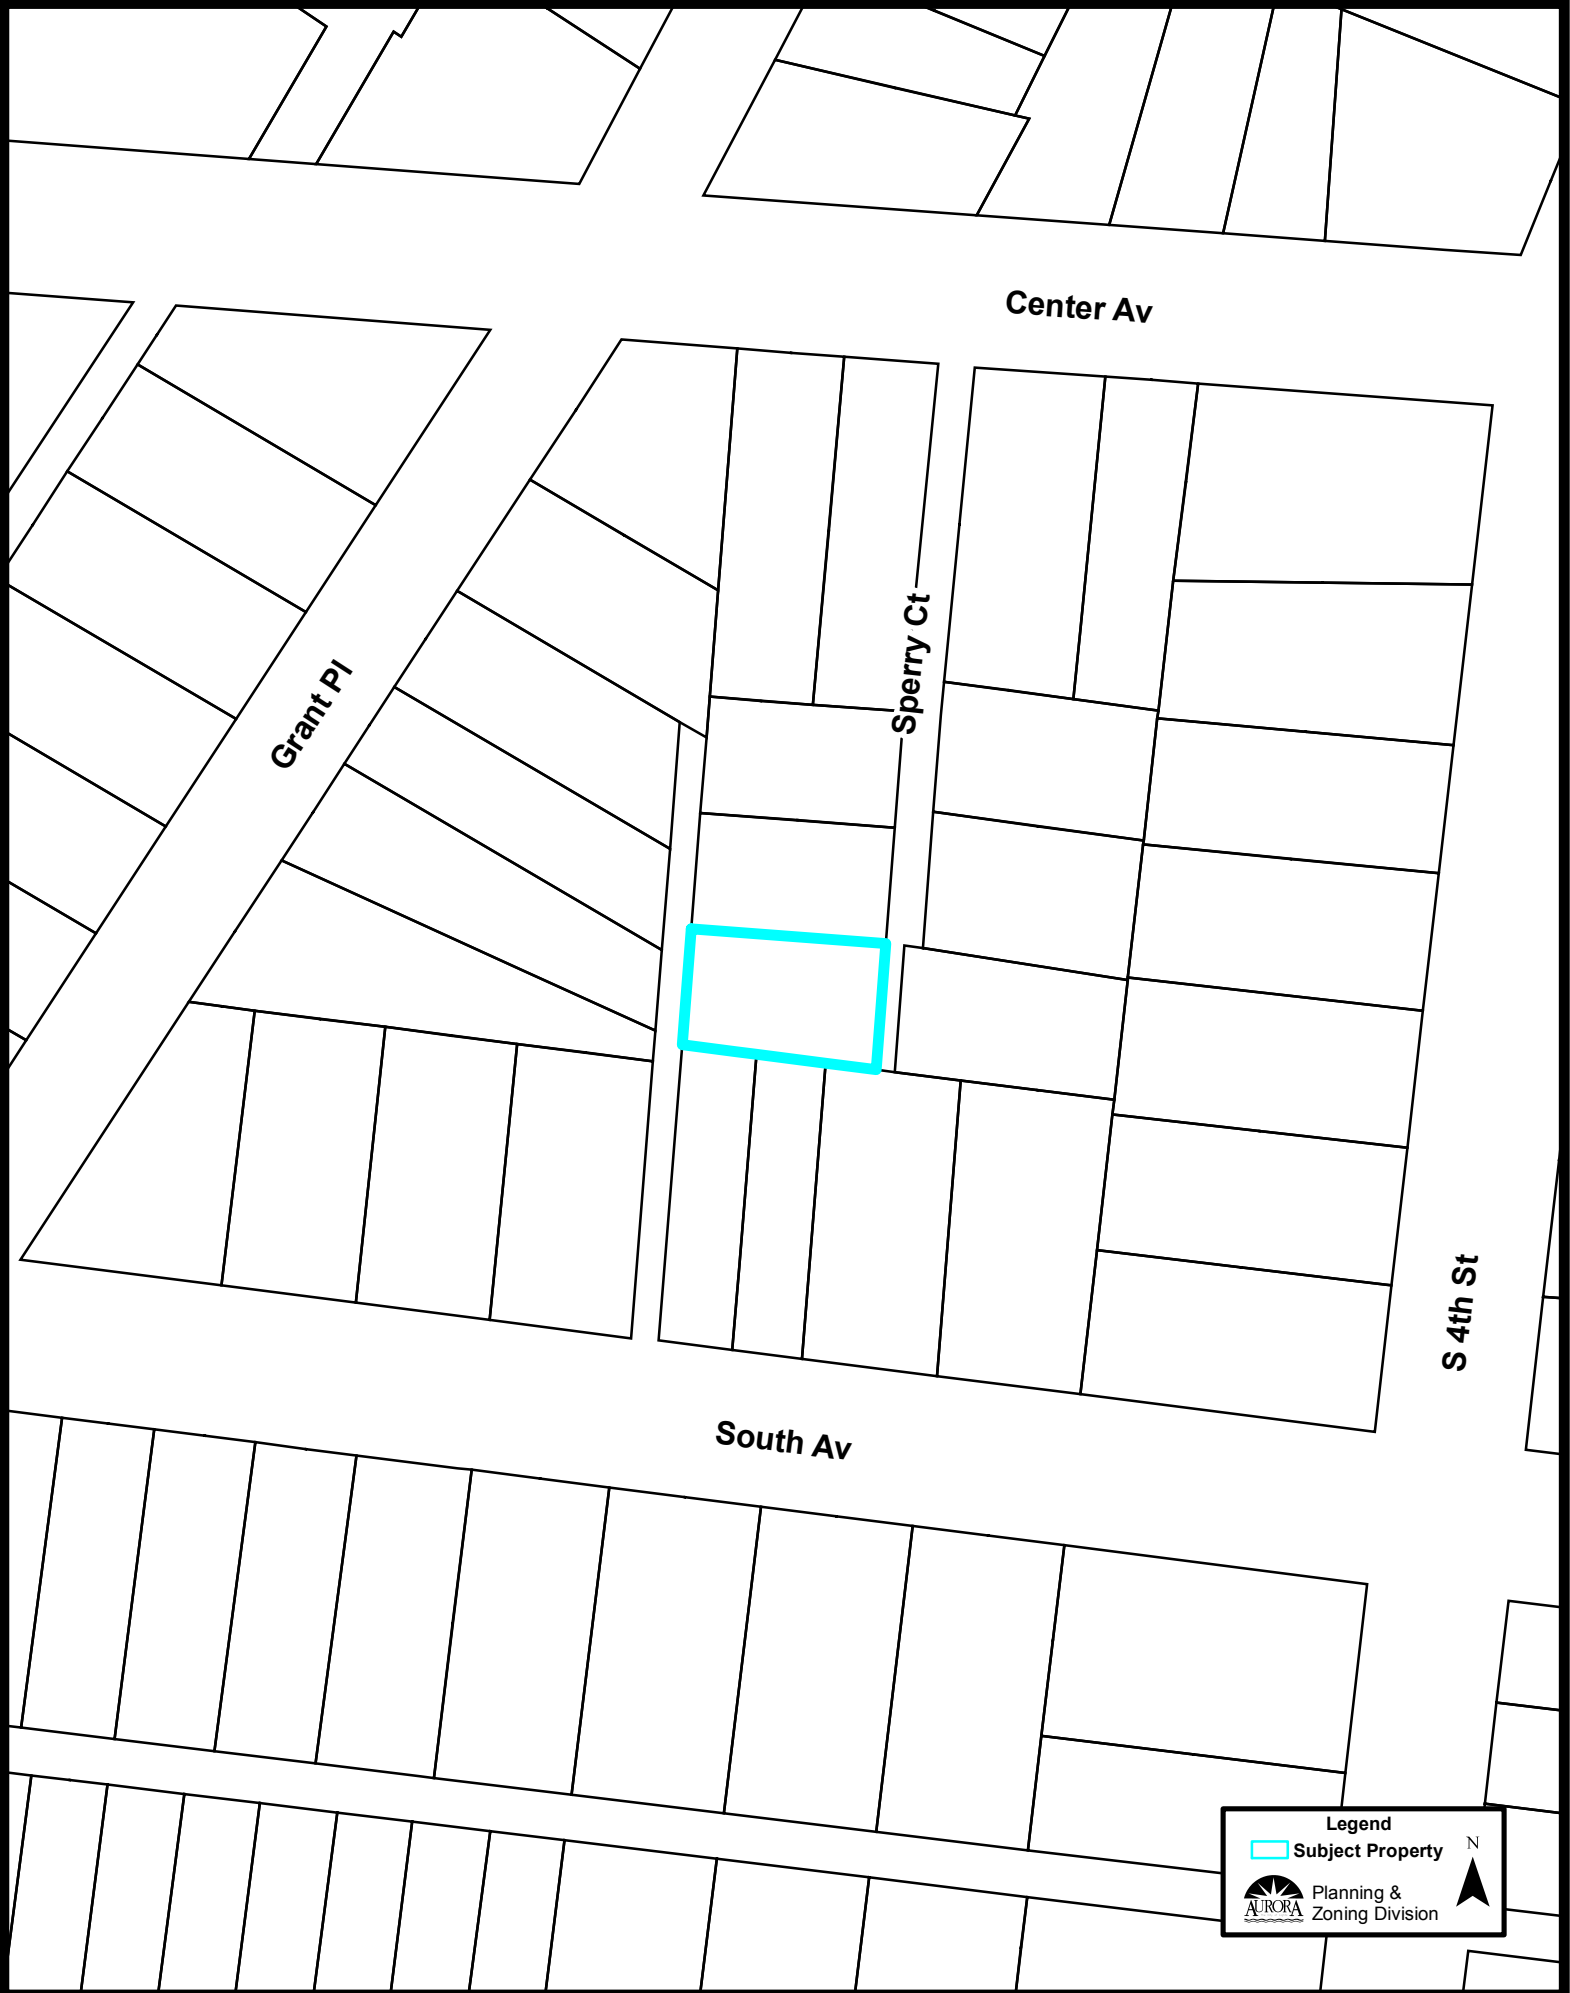 Center Av
Sperry Ct
Grant Pl
S 4th St
South Av
Legend
Subject Property
N
AURORA
Planning &
Zoning Division